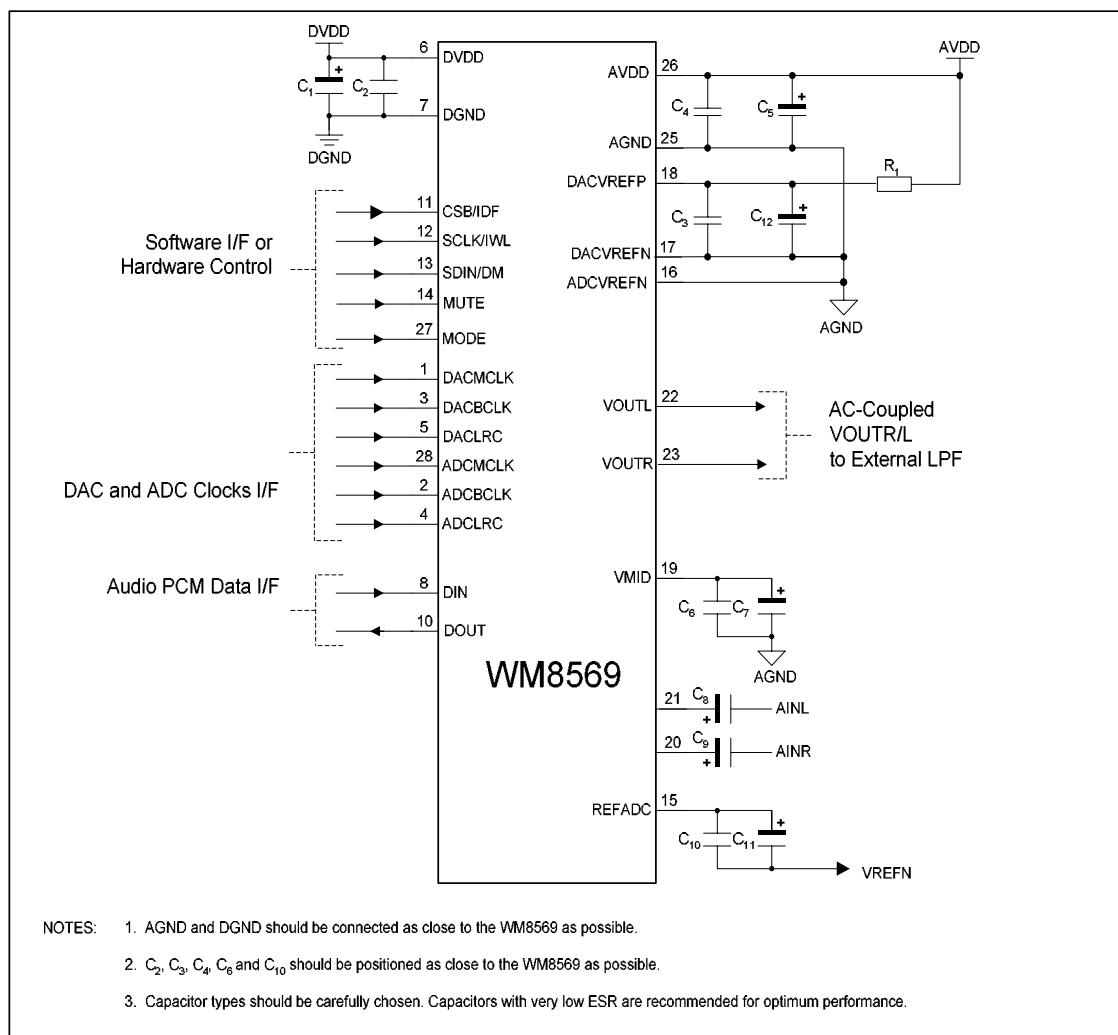 DVDD
6
DVDD
C1
+
C2
7
DGND
DGND
Software I/F or
Hardware Control
11
CSB/IDF
12
SCLK/IWL
13
SDIN/DM
14
MUTE
27
MODE
DAC and ADC Clocks I/F
1
DACMCLK
3
DACBCLK
5
DACLRC
28
ADCMCLK
2
ADCBCLK
4
ADCLRC
Audio PCM Data I/F
8
DIN
10
DOUT
WM8569
AVDD
AVDD
26
C4
C5
+
AGND
25
DACVREFP
18
R1
C3
C12
+
DACVREFN
17
ADCVREFN
16
AGND
VOUTL
22
VOUTR
23
AC-Coupled
VOUTR/L
to External LPF
VMID
19
C6
C7
+
AGND
21
C8
+
AINL
20
C9
+
AINR
REFADC
15
C10
C11
+
VREFN
NOTES: 1. AGND and DGND should be connected as close to the WM8569 as possible.
2. C2, C3, C4, C6 and C10 should be positioned as close to the WM8569 as possible.
3. Capacitor types should be carefully chosen. Capacitors with very low ESR are recommended for optimum performance.